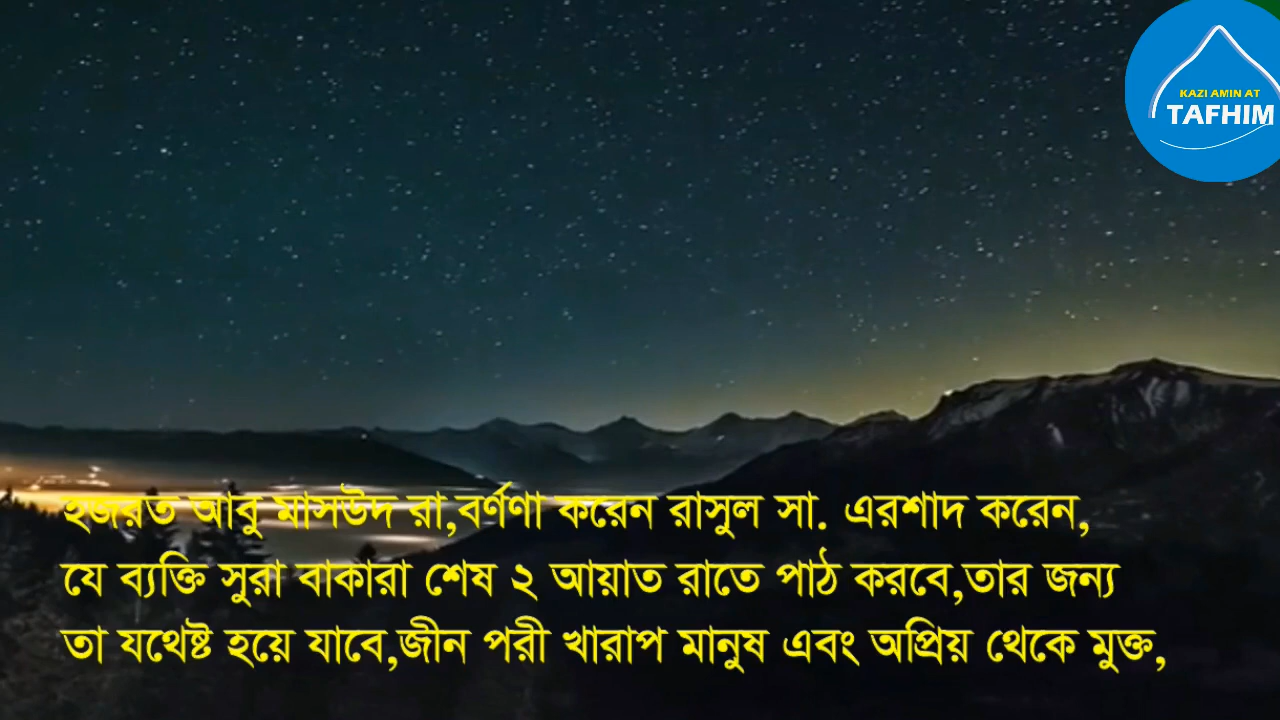 KAZI AMIN AT
TAFHIM
হজরত আবু মাসউদ রা,বর্ণণা করেন রাসুল সা. এরশাদ করেন,
যে ব্যক্তি সুরা বাকারা শেষ ২ আয়াত রাতে পাঠ করবে,তার জন্য
তা যথেষ্ট হয়ে যাবে,জীন পরী খারাপ মানুষ এবং অপ্রিয় থেকে মুক্ত,